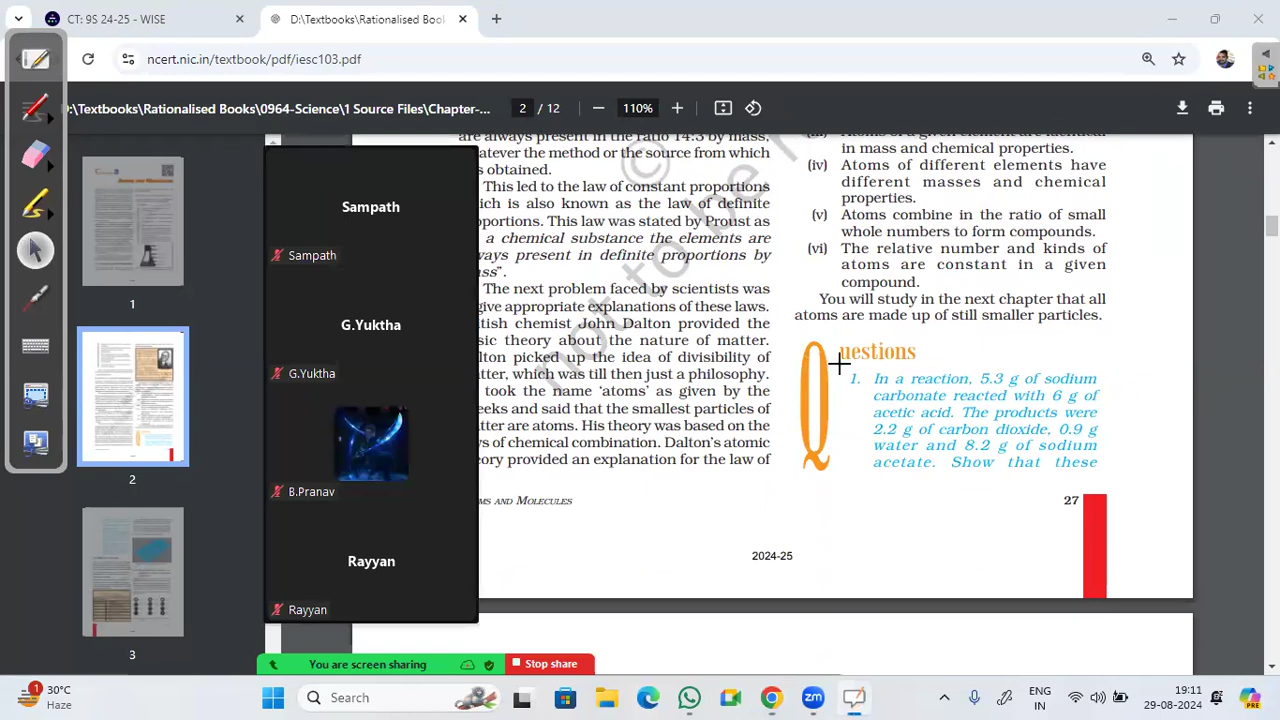 CT: 9S 24-25 - WISE
D:\Textbooks\Rationalised Boo
ncert.nic.in/textbook/pdf/iesc103.pdf
D:\Textbooks\Rationalised Books\0964-Science\1 Source Files\Chapter-...
2 / 12
110%
1
2
3
Sampath
Sampath
G.Yuktha
G.Yuktha
B.Pranav
Rayyan
Rayyan
are always present in the ratio 14:3 by mass,
whatever the method or the source from which
obtained.
This led to the law of constant proportions
which is also known as the law of definite
proportions. This law was stated by Proust as
a chemical substance the elements are
always present in definite proportions by
mass".
The next problem faced by scientists was
give appropriate explanations of these laws.
British chemist John Dalton provided the
basic theory about the nature of matter.
Dalton picked up the idea of divisibility of
matter, which was till then just a philosophy.
took the name 'atoms' as given by the
Greeks and said that the smallest particles of
matter are atoms. His theory was based on the
laws of chemical combination. Dalton's atomic
theory provided an explanation for the law of
ATOMS AND MOLECULES
in mass and chemical properties.
(iv) Atoms of different elements have
different masses and chemical
properties.
(v) Atoms combine in the ratio of small
whole numbers to form compounds.
(vi) The relative number and kinds of
atoms are constant in a given
compound.
You will study in the next chapter that all
atoms are made up of still smaller particles.
Questions
1. In a reaction, 5.3 g of sodium
carbonate reacted with 6 g of
acetic acid. The products were
2.2 g of carbon dioxide, 0.9 g
water and 8.2 g of sodium
acetate. Show that these
27
2024-25
not to be
You are screen sharing
Stop share
30°C
Haze
Search
ENG
IN
19:11
29-08-2024